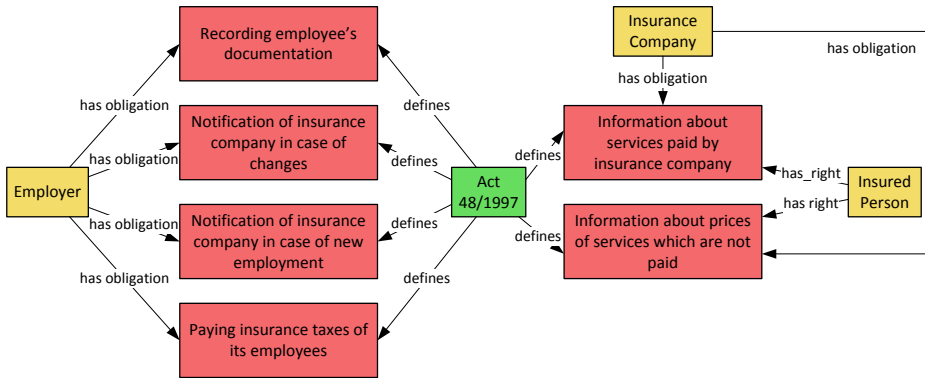 Recording employee's
documentation
Insurance
Company
has obligation
has obligation
has obligation
defines
Notification of insurance
company in case of
changes
Information about
services paid by
insurance company
has obligation
defines
defines
has_right
Employer
Act
48/1997
Insured
Person
has right
has obligation
Notification of insurance
company in case of new
employment
defines
defines
Information about prices
of services which are not
paid
has obligation
defines
Paying insurance taxes of
its employees